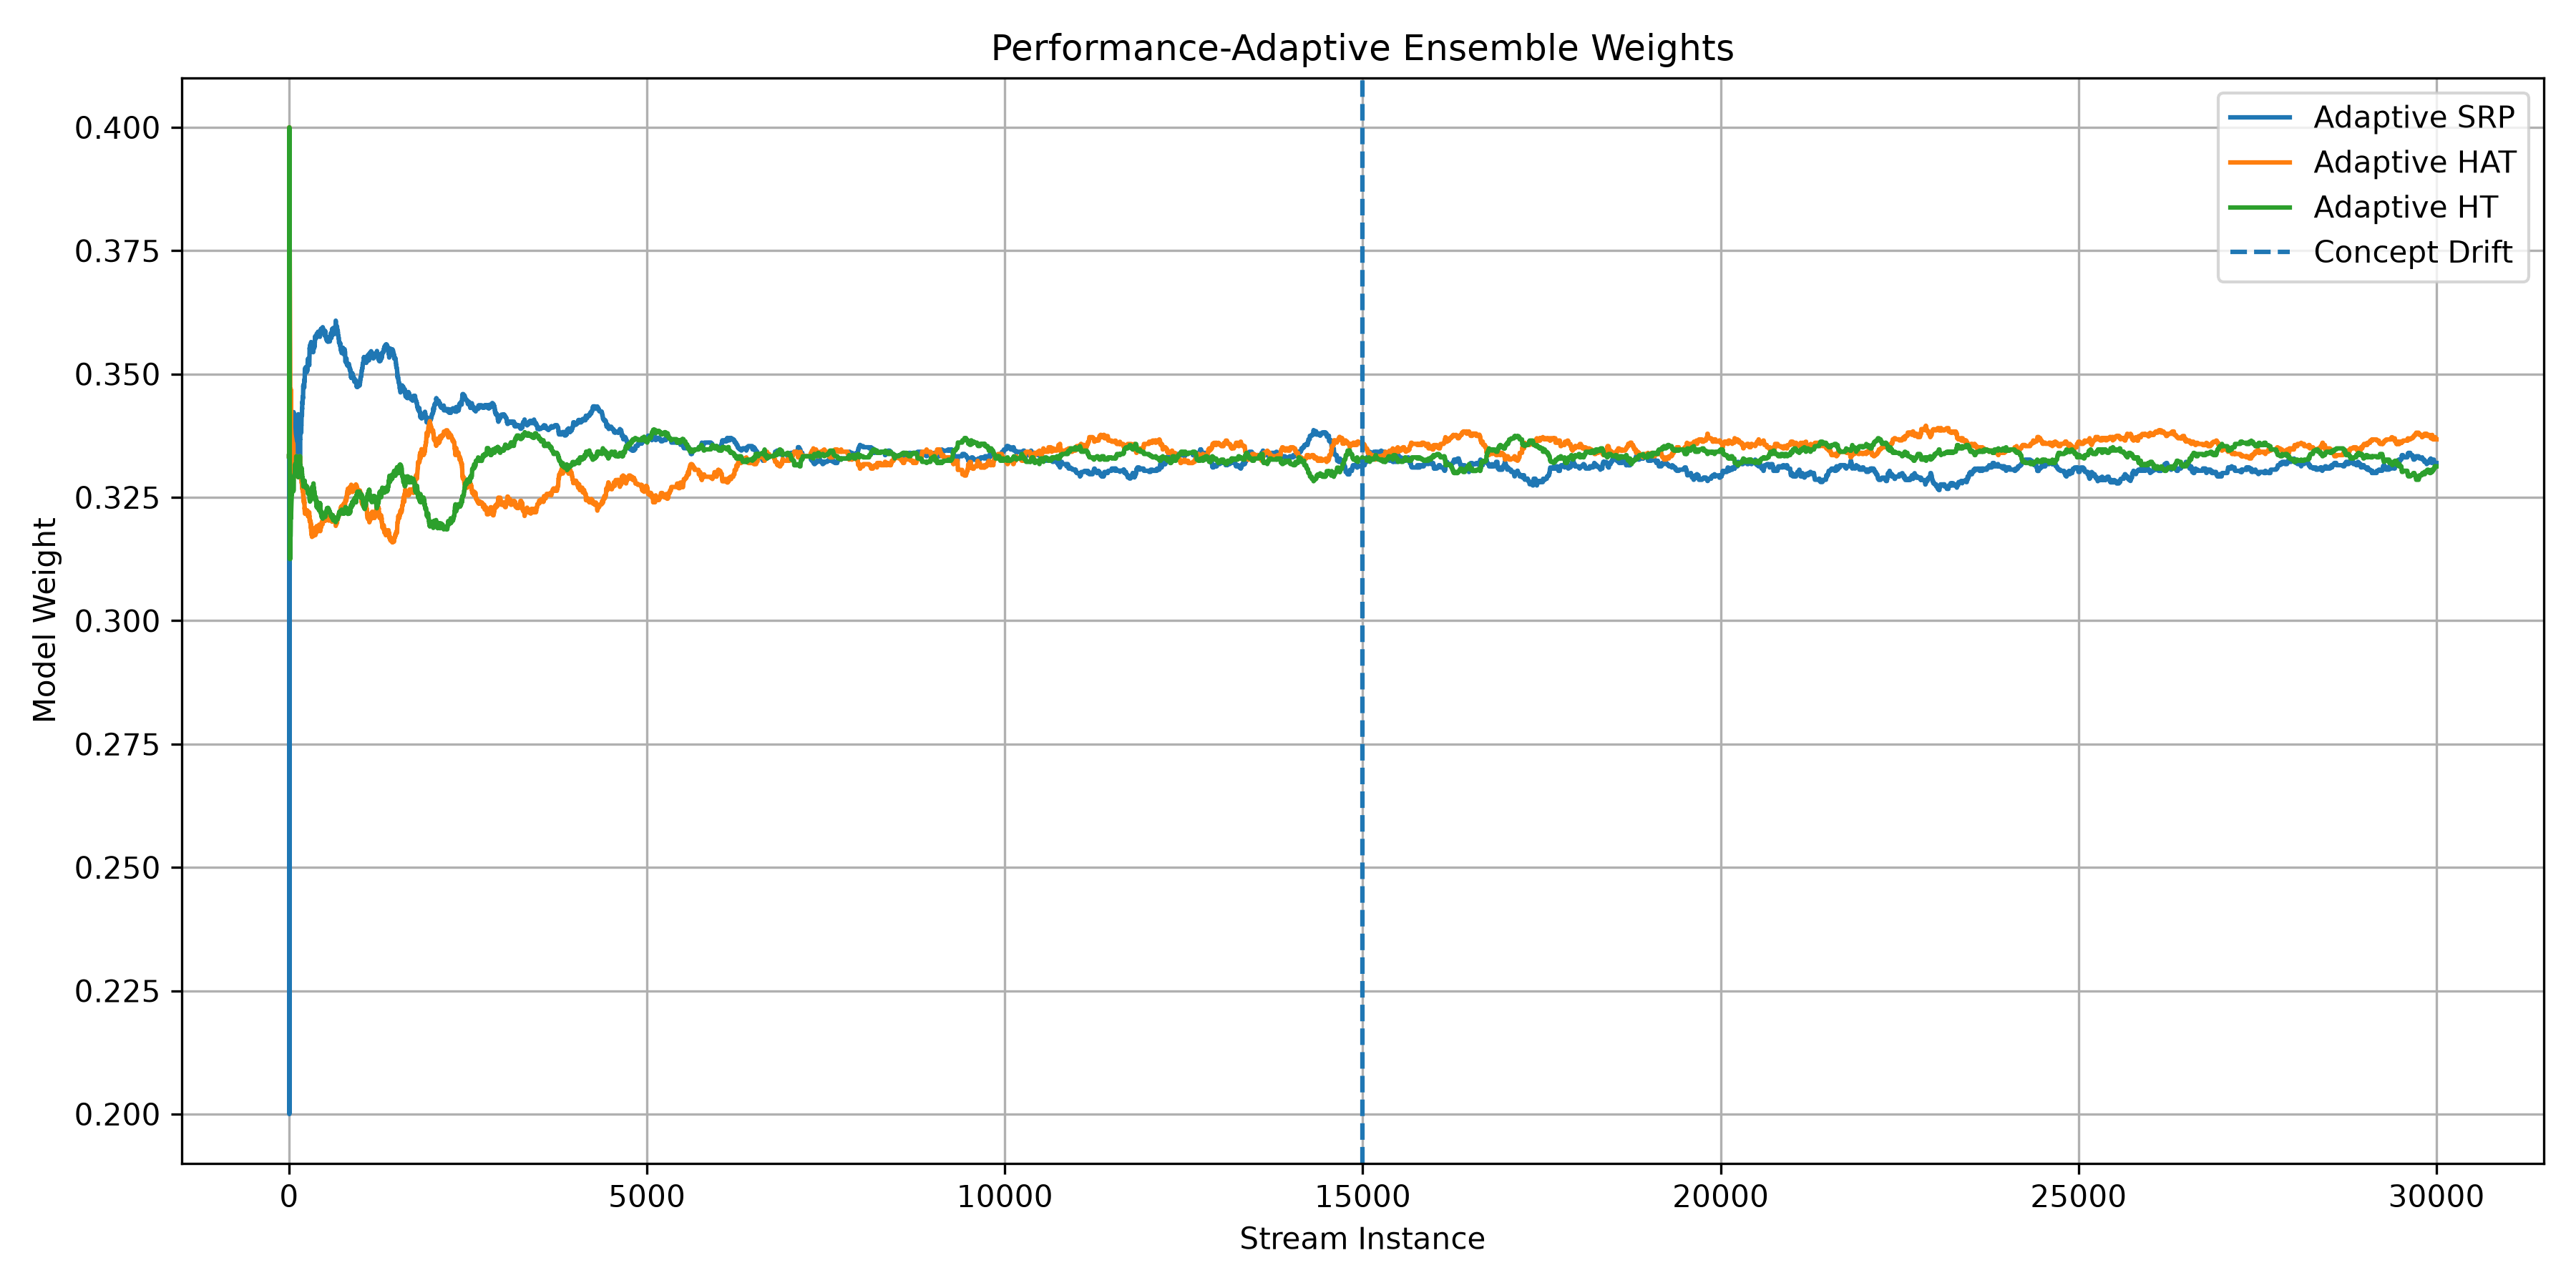 Performance-Adaptive Ensemble Weights
Adaptive SRP
Adaptive HAT
Adaptive HT
Concept Drift
Model Weight
0.400
0.375
0.350
0.325
0.300
0.275
0.250
0.225
0.200
0
5000
10000
15000
20000
25000
30000
Stream Instance